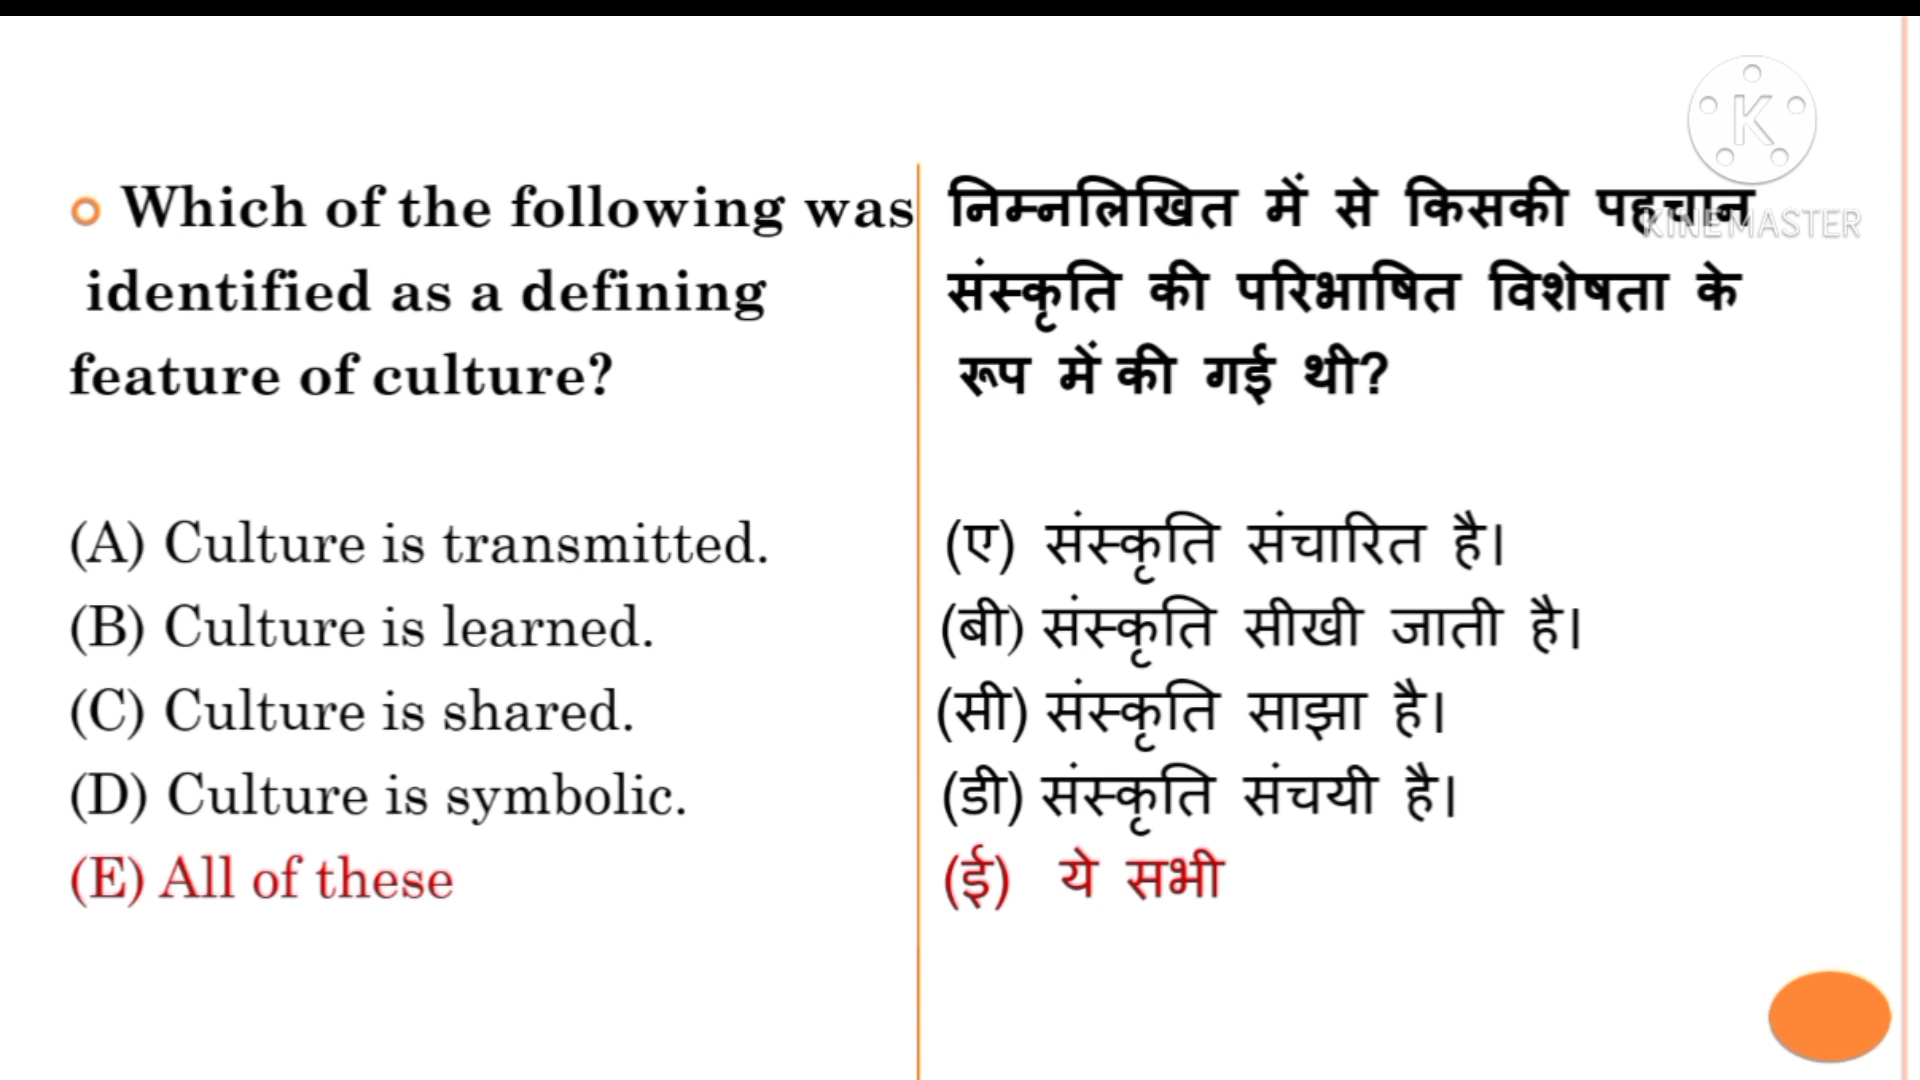 Which of the following was
identified as a defining
feature of culture?
(A) Culture is transmitted.
(B) Culture is learned.
(C) Culture is shared.
(D) Culture is symbolic.
(E) All of these
निम्नलिखित में से किसकी पहचान
संस्कृति की परिभाषित विशेषता के
रूप में की गई थी?
(ए) संस्कृति संचारित है।
(बी) संस्कृति सीखी जाती है।
(सी) संस्कृति साझा है।
(डी) संस्कृति संचयी है।
(ई) ये सभी
K
KINEMASTER